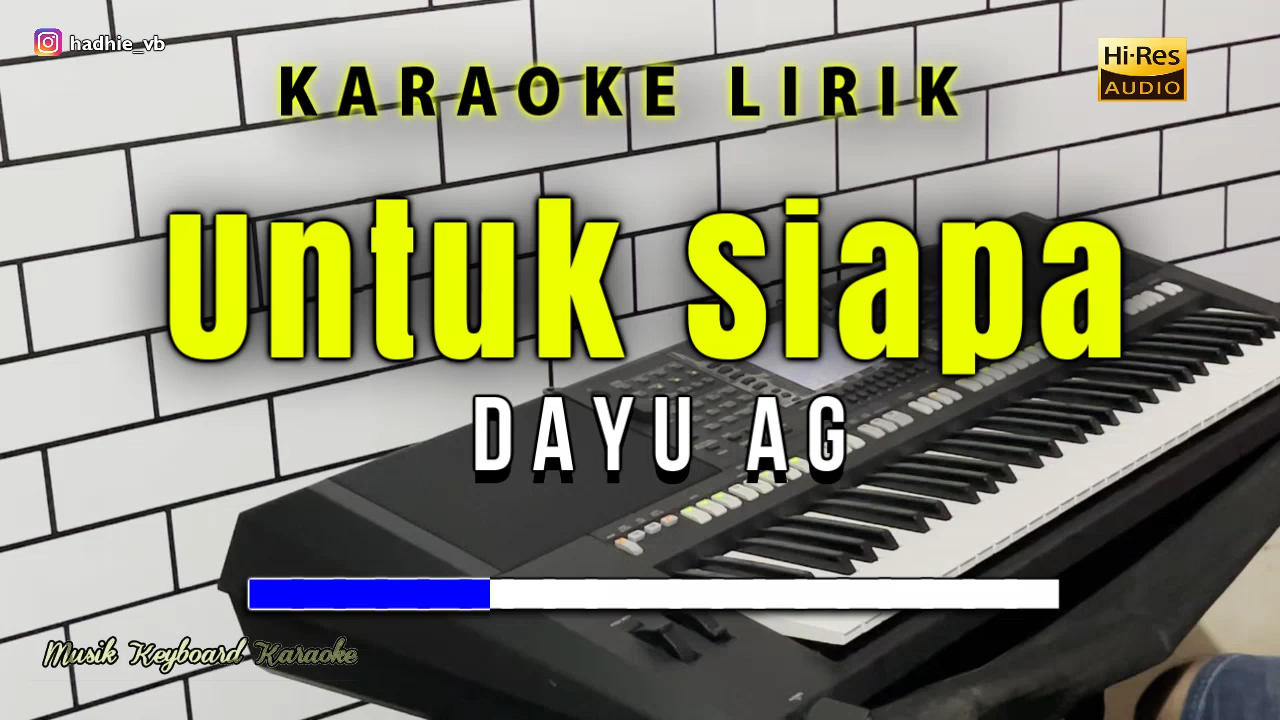 hadhie_vb
Hi-Res
AUDIO
KARAOKE LIRIK
Untuk Siapa
DAYU AG
Musik Keyboard Karaoke